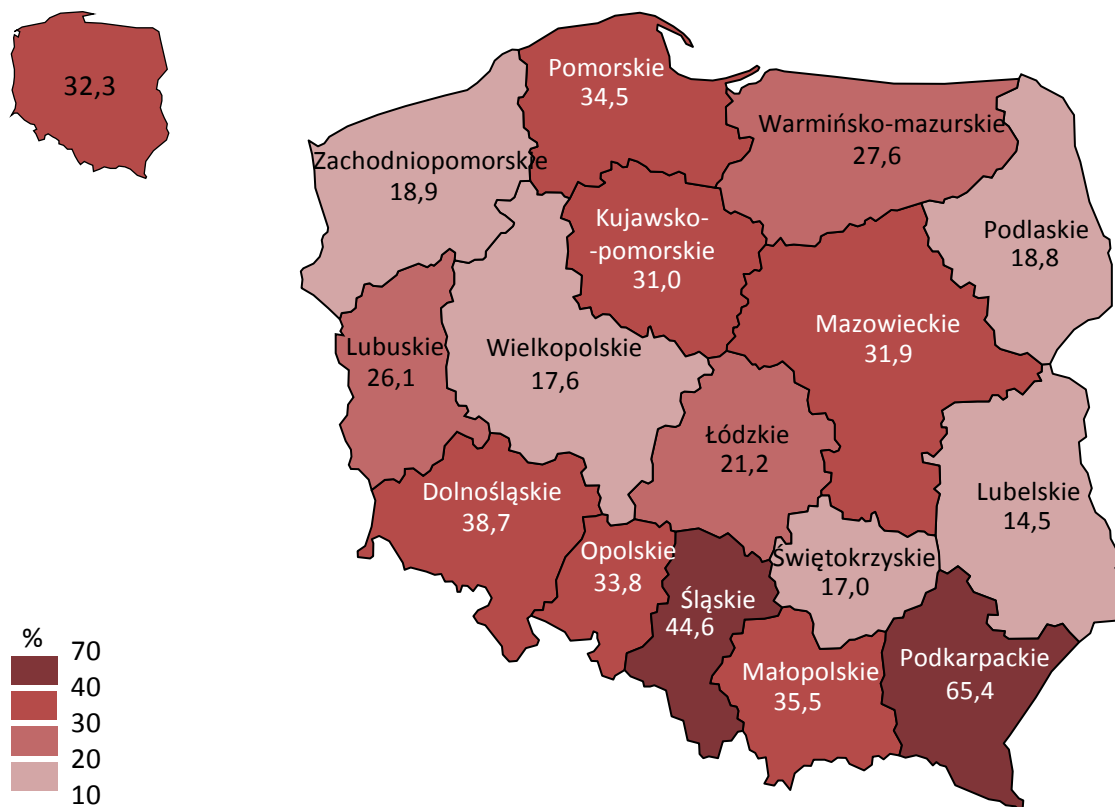 32,3
Pomorskie
34,5
Warmińsko-mazurskie
27,6
Zachodniopomorskie
18,9
Kujawsko-
-pomorskie
31,0
Podlaskie
18,8
Mazowieckie
31,9
Lubuskie
26,1
Wielkopolskie
17,6
Łódzkie
21,2
Dolnośląskie
38,7
Lubelskie
14,5
Opolskie
33,8
Świętokrzyskie
17,0
Śląskie
44,6
Małopolskie
35,5
Podkarpackie
65,4
%
70
40
30
20
10